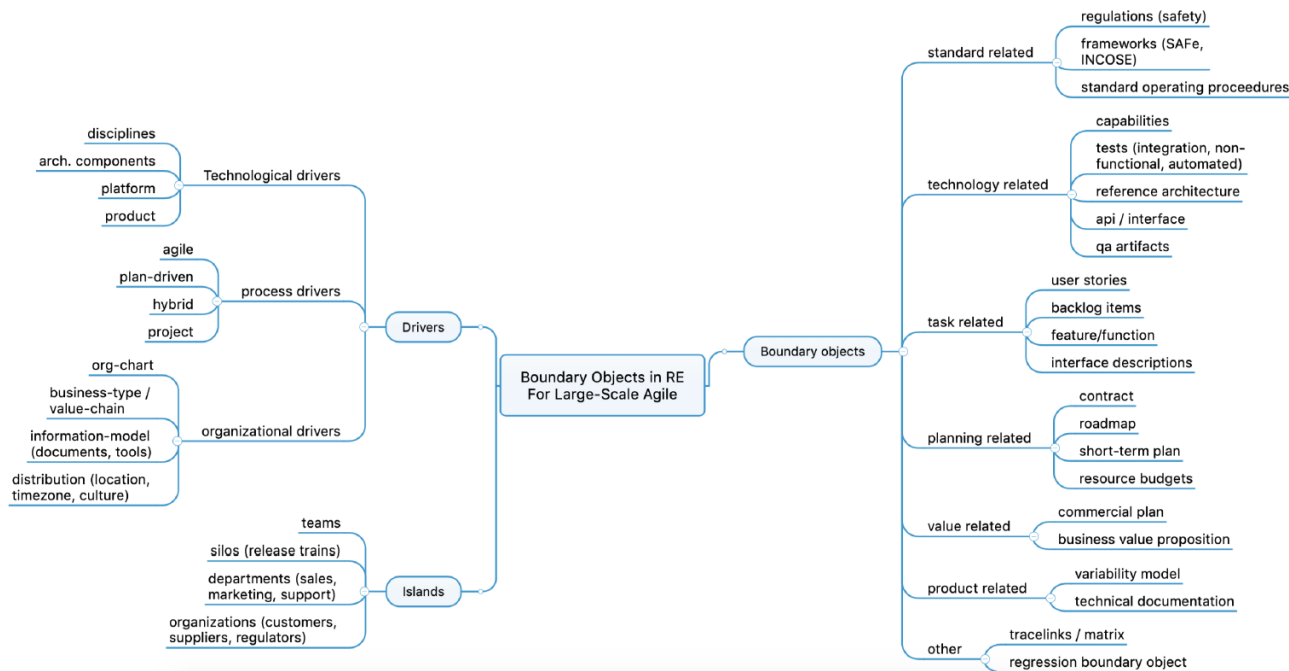 Boundary Objects in RE
For Large-Scale Agile
Drivers
Technological drivers
disciplines
arch. components
platform
product
process drivers
agile
plan-driven
hybrid
project
organizational drivers
org-chart
business-type /
value-chain
information-model
(documents, tools)
distribution (location,
timezone, culture)
Islands
teams
silos (release trains)
departments (sales,
marketing, support)
organizations (customers,
suppliers, regulators)
Boundary objects
standard related
regulations (safety)
frameworks (SAFe,
INCOSE)
standard operating proceedures
technology related
capabilities
tests (integration, non-
functional, automated)
reference architecture
api / interface
qa artifacts
task related
user stories
backlog items
feature/function
interface descriptions
planning related
contract
roadmap
short-term plan
resource budgets
value related
commercial plan
business value proposition
product related
variability model
technical documentation
other
tracelinks / matrix
regression boundary object